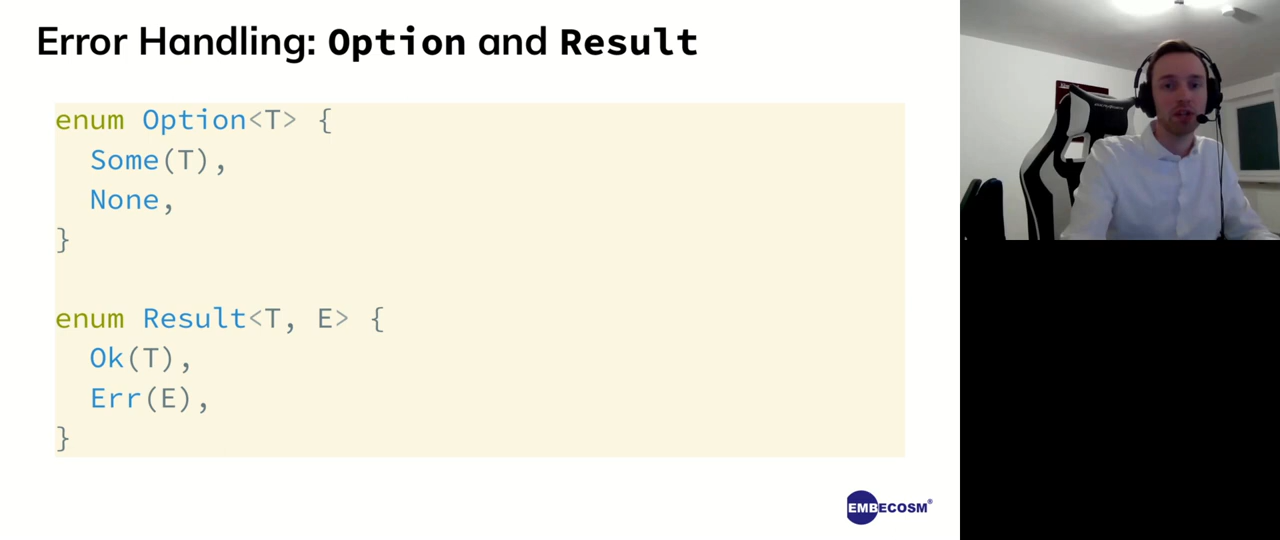 Error Handling: Option and Result
enum Option<T> {
  Some(T),
  None,
}
enum Result<T, E> {
  Ok(T),
  Err(E),
}
EMBECOSM®